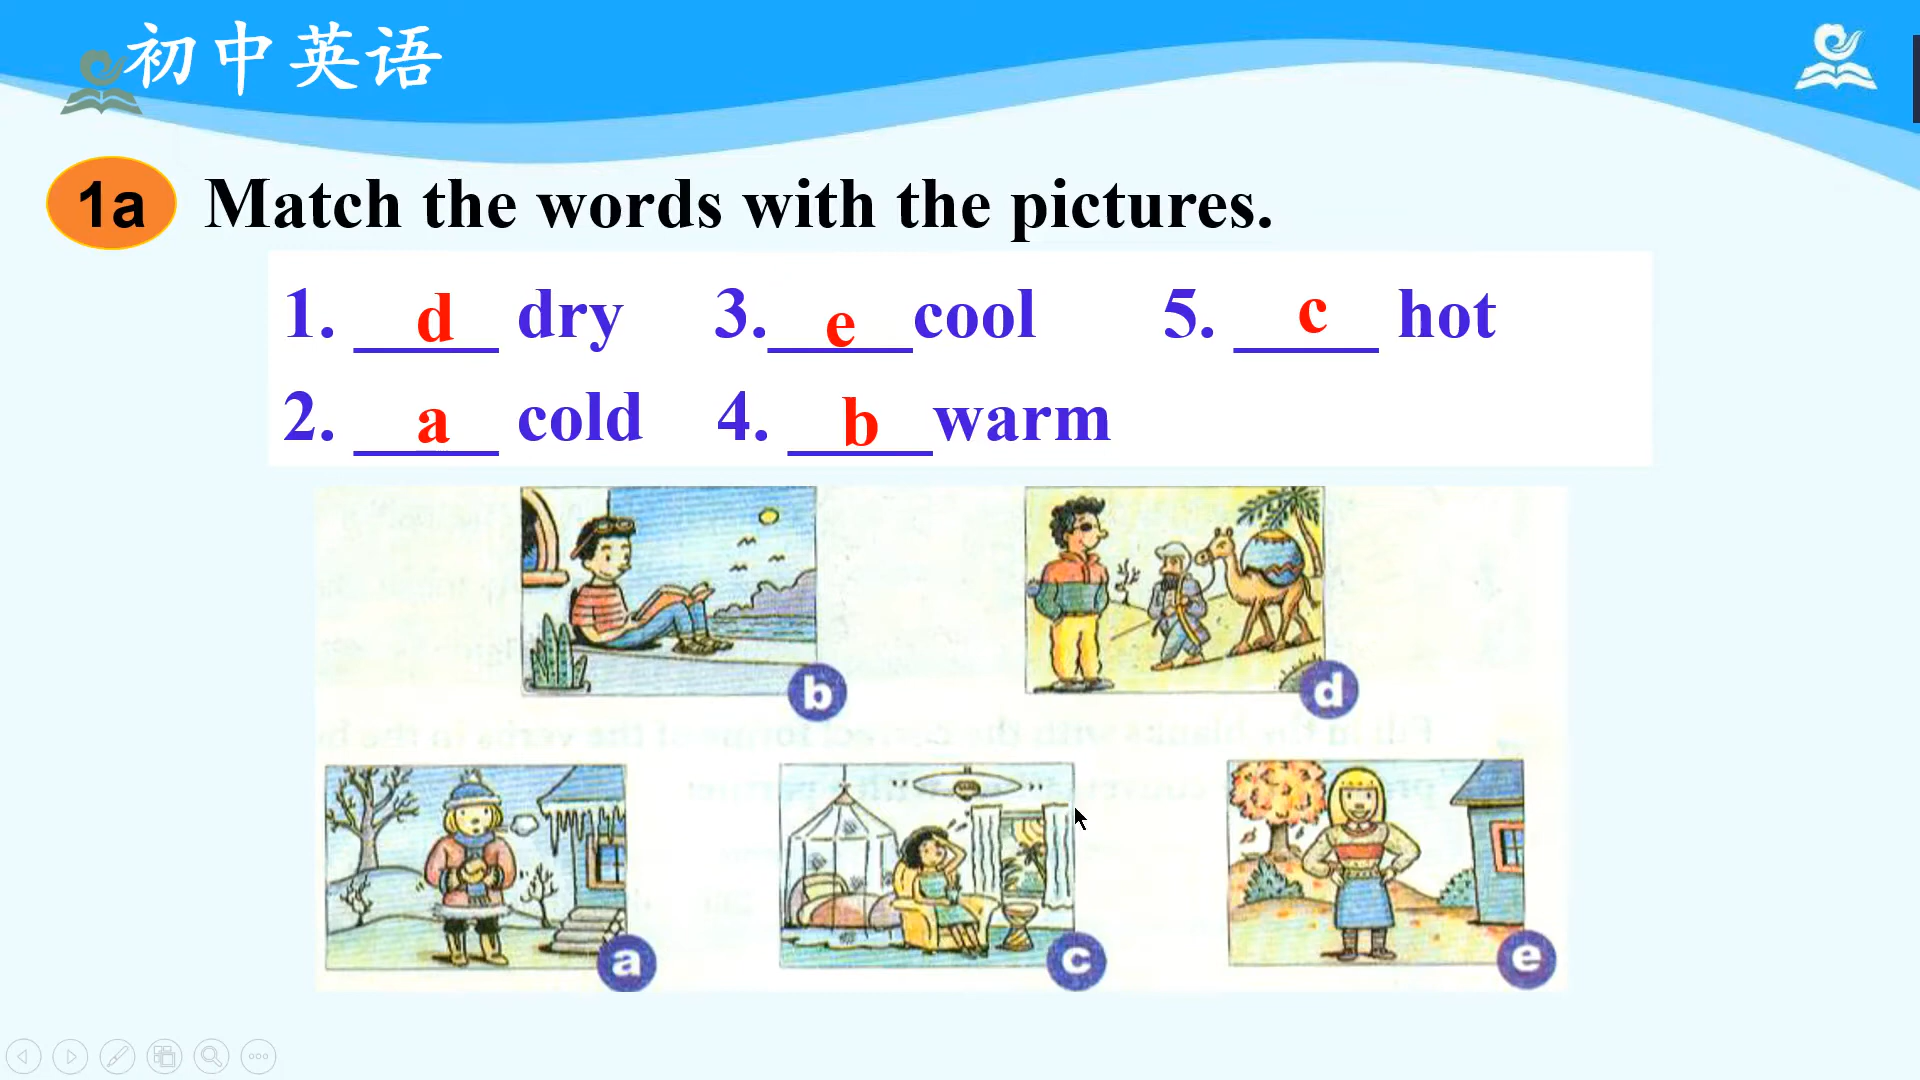 初中英语
1a Match the words with the pictures.
1. d dry 3. e cool 5. c hot
2. a cold 4. b warm
b
d
a
c
e